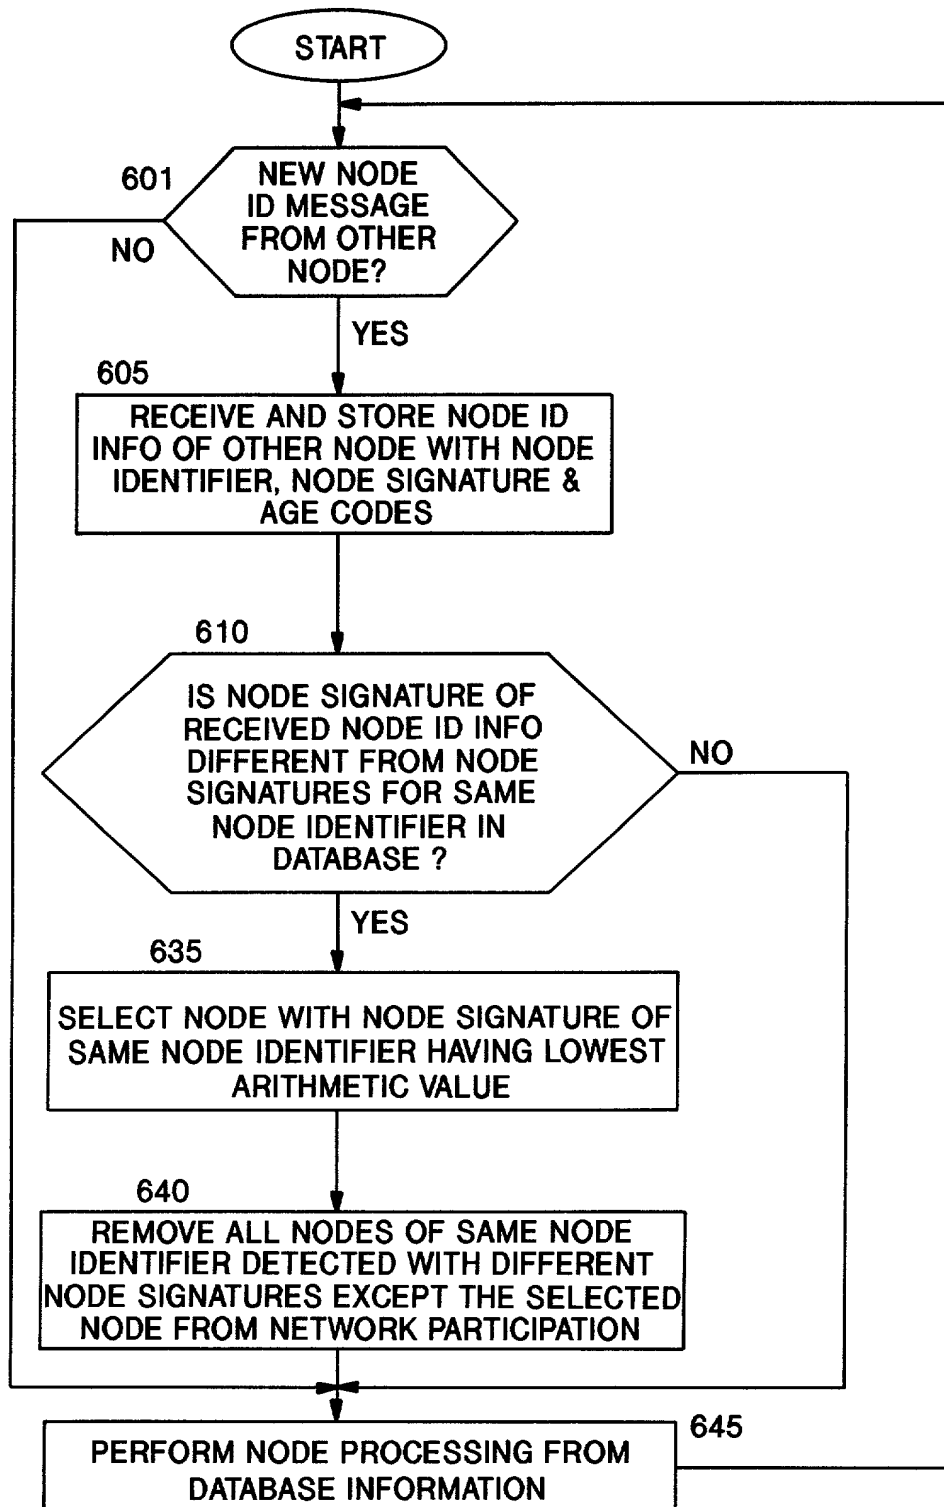 START
601
NEW NODE
ID MESSAGE
FROM OTHER
NODE?
NO
YES
605
RECEIVE AND STORE NODE ID
INFO OF OTHER NODE WITH NODE
IDENTIFIER, NODE SIGNATURE &
AGE CODES
610
IS NODE SIGNATURE OF
RECEIVED NODE ID INFO
DIFFERENT FROM NODE
SIGNATURES FOR SAME
NODE IDENTIFIER IN
DATABASE ?
NO
YES
635
SELECT NODE WITH NODE SIGNATURE OF
SAME NODE IDENTIFIER HAVING LOWEST
ARITHMETIC VALUE
640
REMOVE ALL NODES OF SAME NODE
IDENTIFIER DETECTED WITH DIFFERENT
NODE SIGNATURES EXCEPT THE SELECTED
NODE FROM NETWORK PARTICIPATION
645
PERFORM NODE PROCESSING FROM
DATABASE INFORMATION